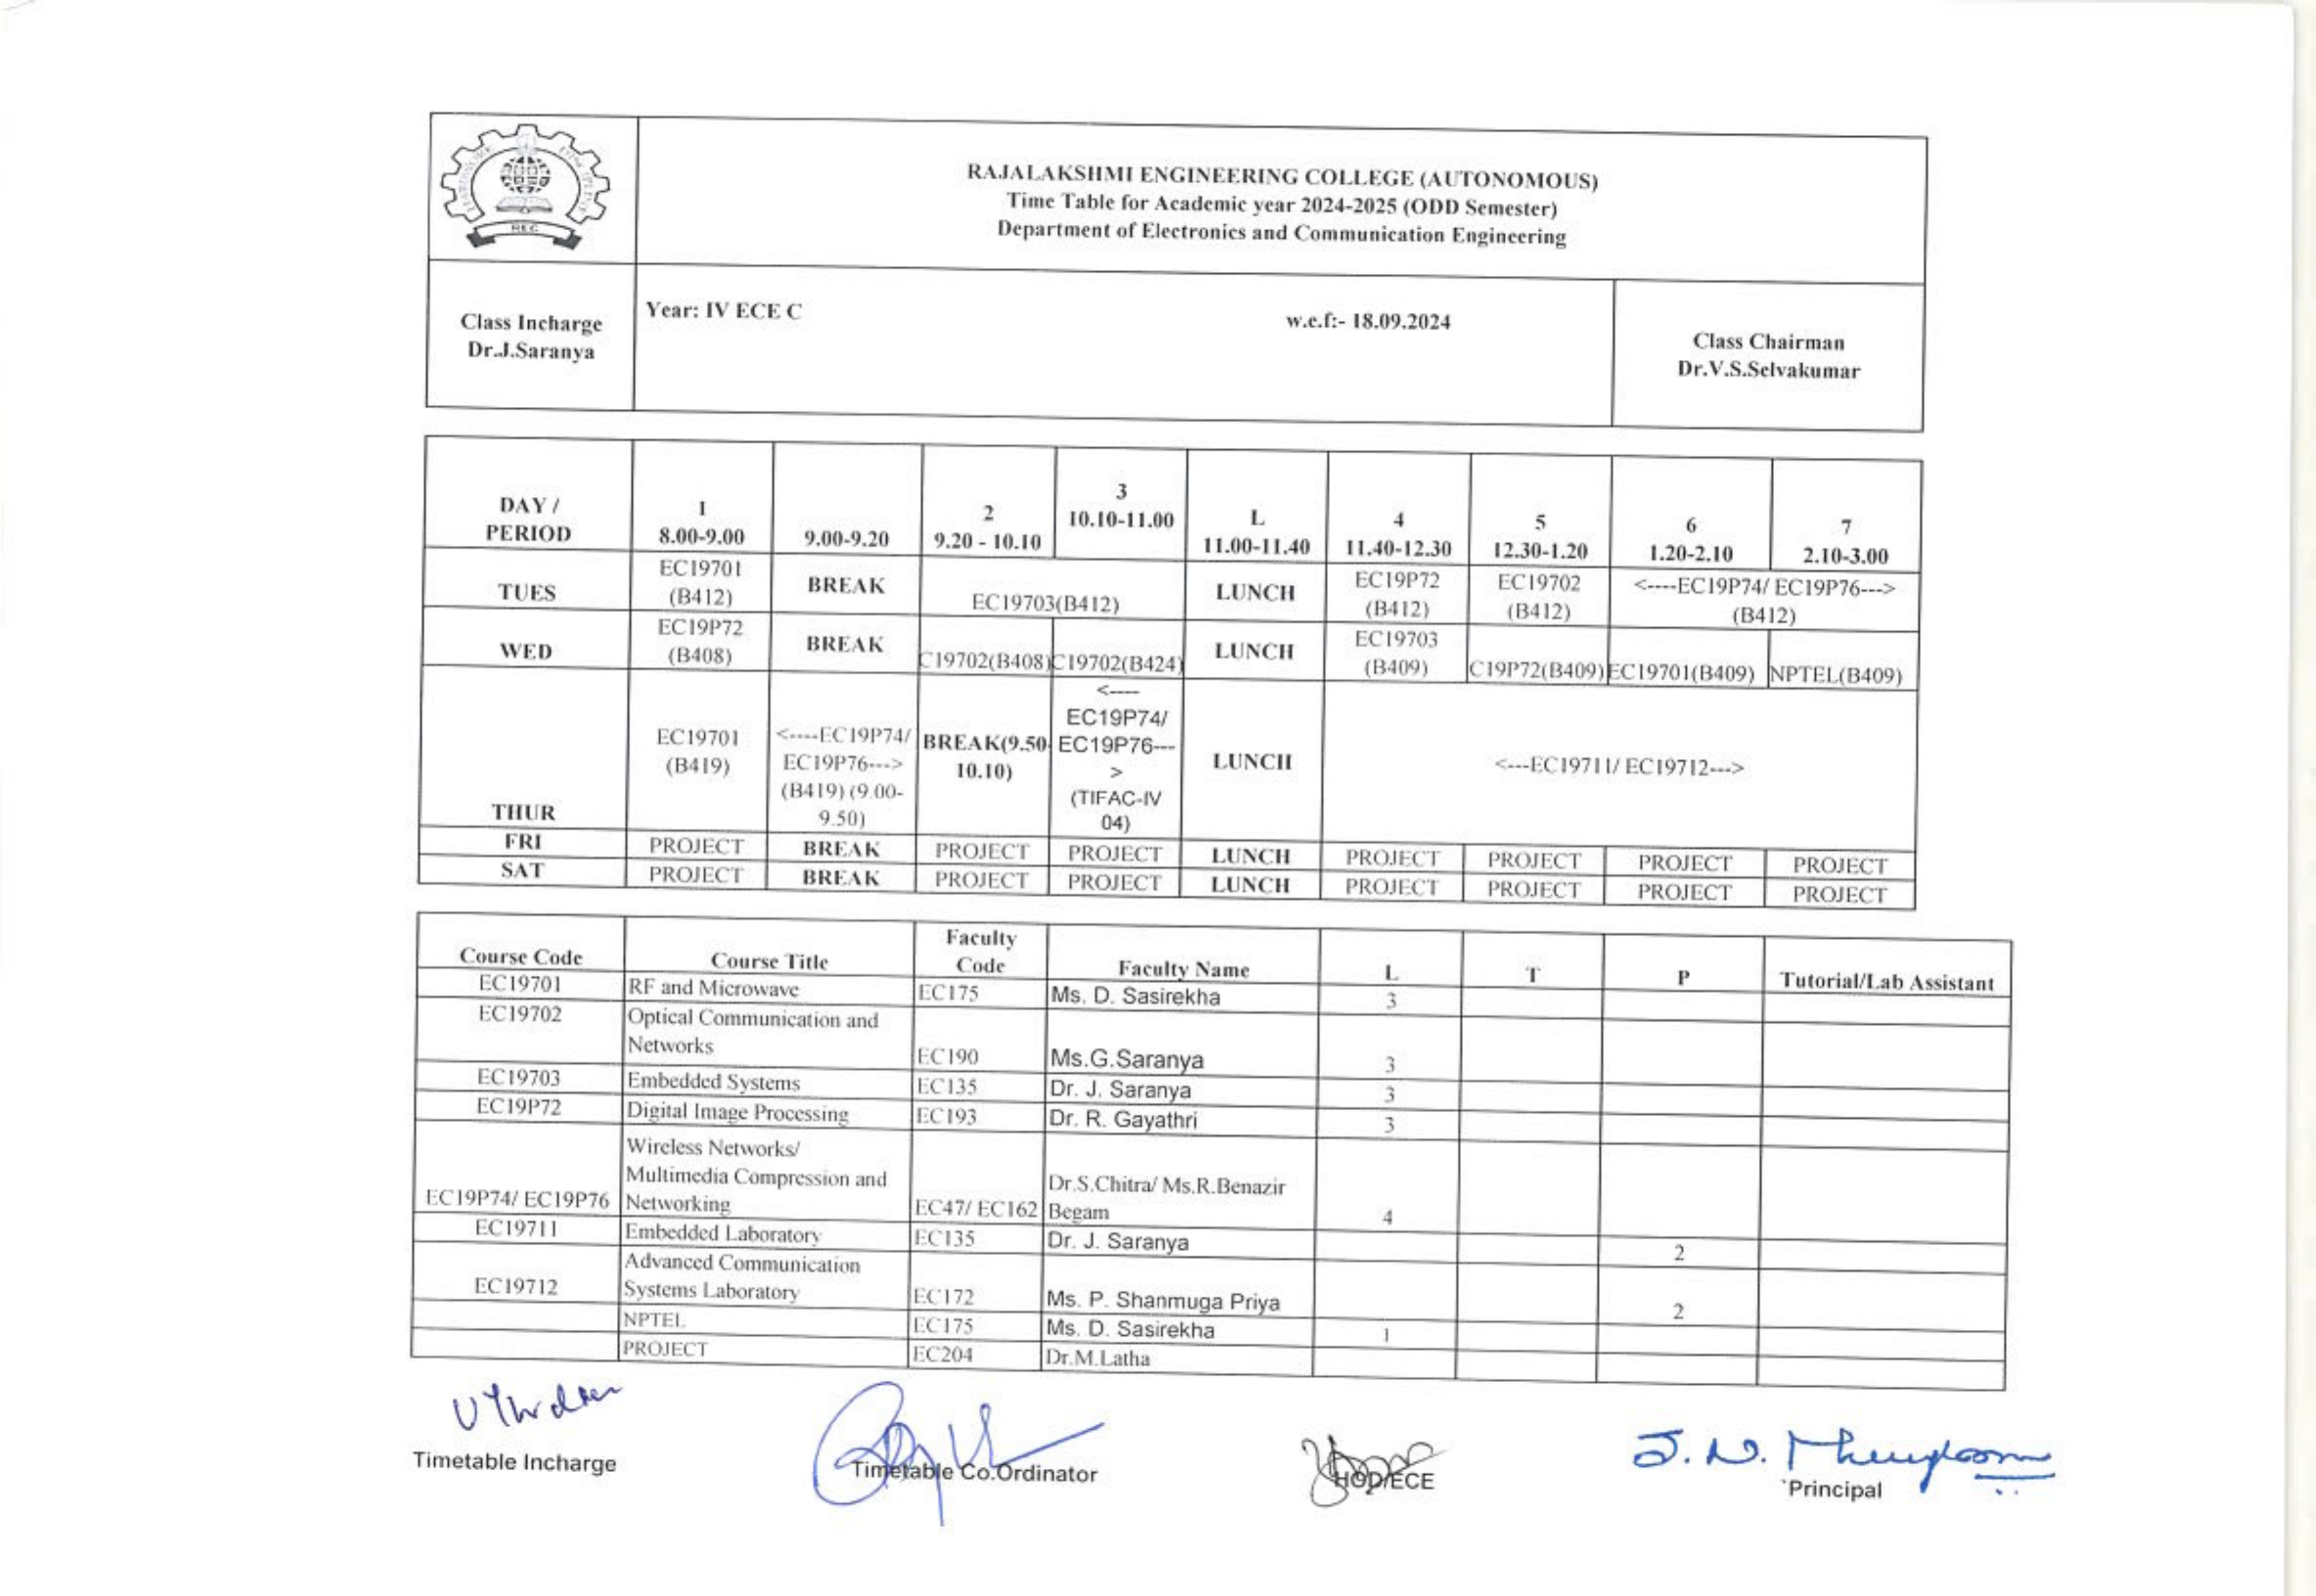 REC
RAJALAKSHMI ENGINEERING COLLEGE (AUTONOMOUS)
Time Table for Academic year 2024-2025 (ODD Semester)
Department of Electronics and Communication Engineering
Class Incharge
Dr.J.Saranya
Year: IV ECE C
w.e.f:- 18.09.2024
Class Chairman
Dr.V.S.Selvakumar
DAY /
PERIOD
1
8.00-9.00
9.00-9.20
2
9.20 - 10.10
3
10.10-11.00
L
11.00-11.40
4
11.40-12.30
5
12.30-1.20
6
1.20-2.10
7
2.10-3.00
TUES
EC19701
(B412)
BREAK
EC19703(B412)
LUNCH
EC19P72
(B412)
EC19702
(B412)
<----EC19P74/ EC19P76--->
(B412)
WED
EC19P72
(B408)
BREAK
C19702(B408)
C19702(B424)
LUNCH
EC19703
(B409)
C19P72(B409)
EC19701(B409)
NPTEL(B409)
THUR
EC19701
(B419)
<----EC19P74/
EC19P76--->
(B419) (9.00-
9.50)
BREAK(9.50-
10.10)
<----
EC19P74/
EC19P76---
>
(TIFAC-IV
04)
LUNCH
<---EC19711/ EC19712--->
FRI
PROJECT
BREAK
PROJECT
PROJECT
LUNCH
PROJECT
PROJECT
PROJECT
PROJECT
SAT
PROJECT
BREAK
PROJECT
PROJECT
LUNCH
PROJECT
PROJECT
PROJECT
PROJECT
Course Code
Course Title
Faculty
Code
Faculty Name
L
T
P
Tutorial/Lab Assistant
EC19701
RF and Microwave
EC175
Ms. D. Sasirekha
3
EC19702
Optical Communication and
Networks
EC190
Ms.G.Saranya
3
EC19703
Embedded Systems
EC135
Dr. J. Saranya
3
EC19P72
Digital Image Processing
EC193
Dr. R. Gayathri
3
EC19P74/ EC19P76
Wireless Networks/
Multimedia Compression and
Networking
EC47/ EC162
Dr.S.Chitra/ Ms.R.Benazir
Begam
4
EC19711
Embedded Laboratory
EC135
Dr. J. Saranya
2
EC19712
Advanced Communication
Systems Laboratory
EC172
Ms. P. Shanmuga Priya
2
NPTEL
EC175
Ms. D. Sasirekha
1
PROJECT
EC204
Dr.M.Latha
Timetable Incharge
Timetable Co.Ordinator
HOD/ECE
Principal